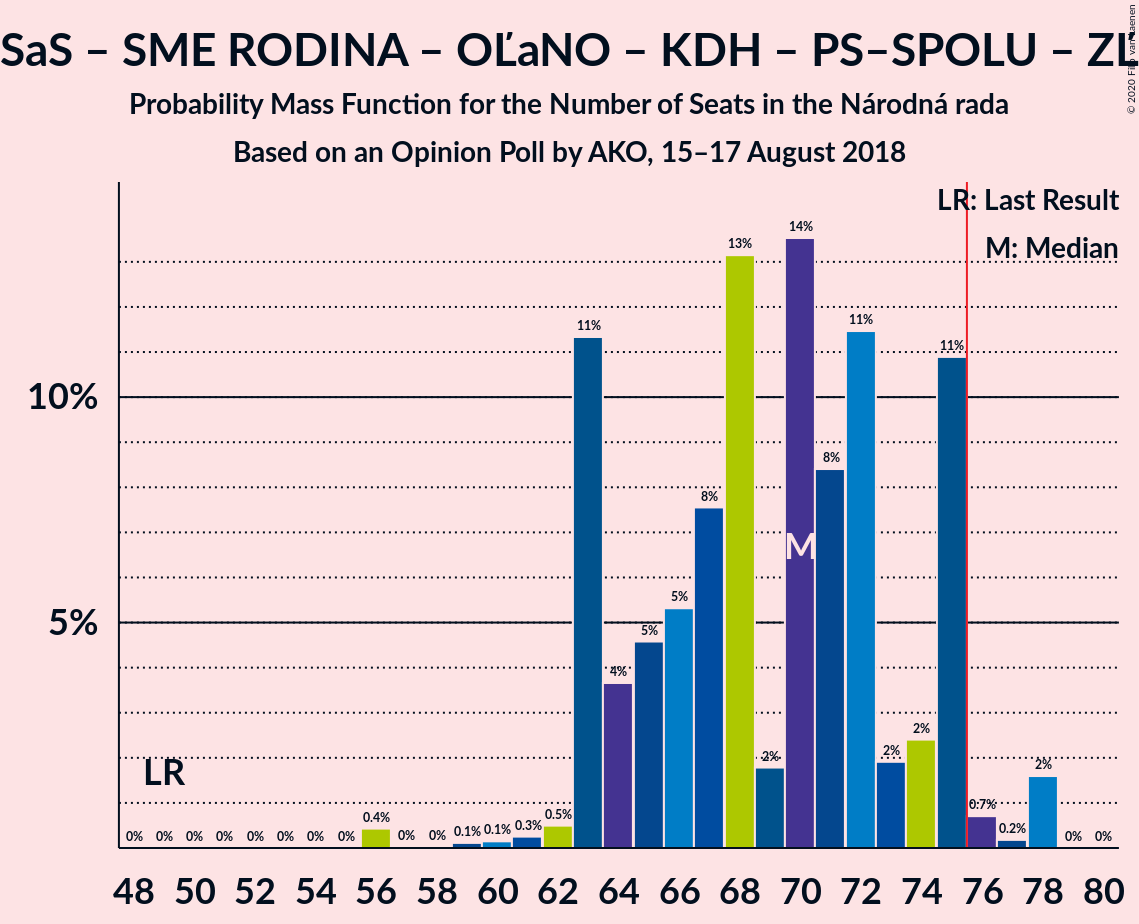 SaS – SME RODINA – OĽaNO – KDH – PS–SPOLU –
© 2020
Probability Mass Function for the Number of Seats in the Národná rada
Based on an Opinion Poll by AKO, 15–17 August 2018
LR: Last Result
M: Median
10%
5%
LR
M
0% 0% 0% 0% 0% 0% 0% 0% 0.4% 0% 0% 0.1% 0.1% 0.3% 0.5% 11% 4% 5% 5% 8% 13% 2% 14% 8% 11% 2% 2% 11% 0.7% 0.2% 2% 0% 0%
48 50 52 54 56 58 60 62 64 66 68 70 72 74 76 78 80